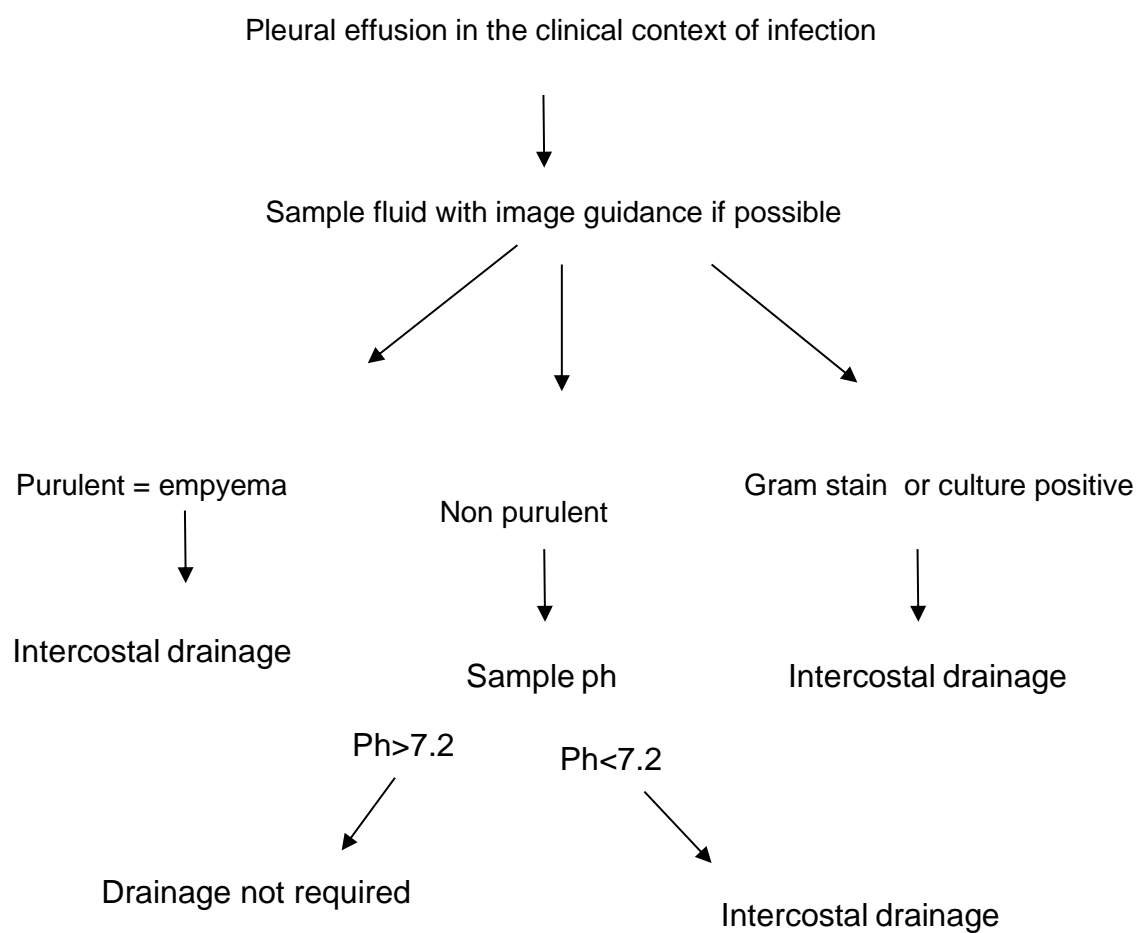 Pleural effusion in the clinical context of infection
Sample fluid with image guidance if possible
Purulent = empyema
Non purulent
Gram stain or culture positive
Intercostal drainage
Sample ph
Intercostal drainage
Ph>7.2
Ph<7.2
Drainage not required
Intercostal drainage